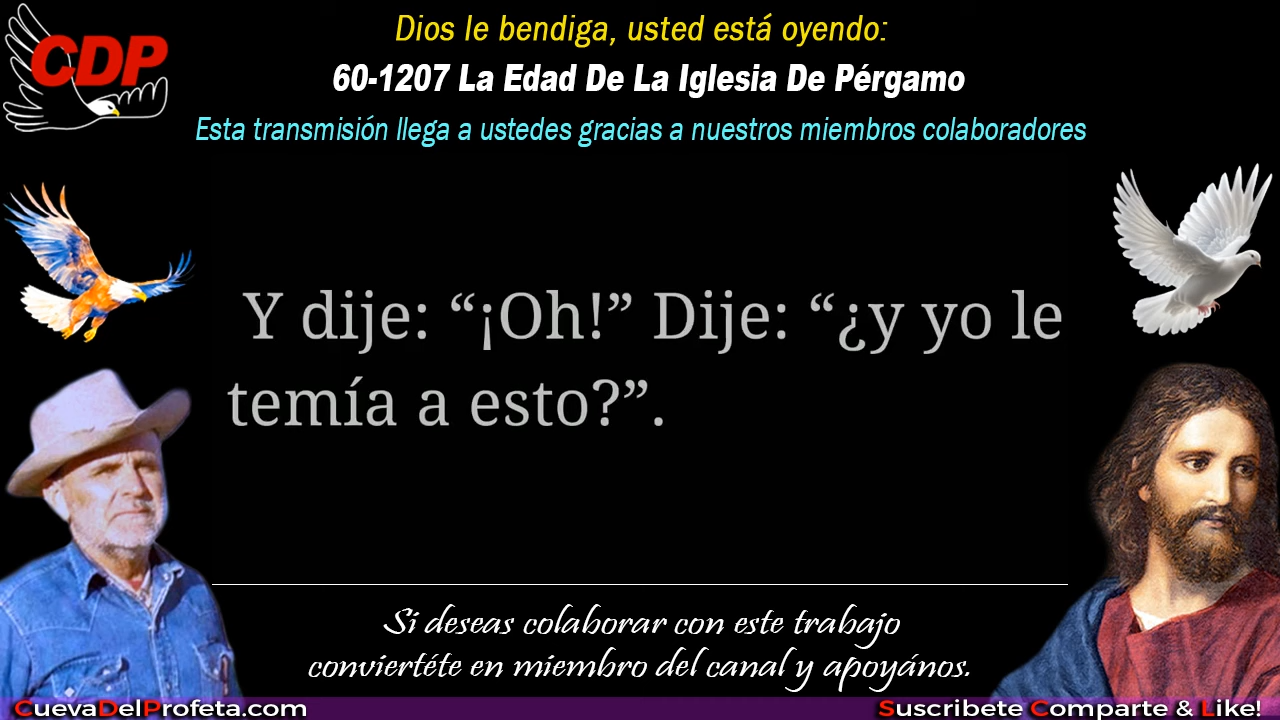 CDP
Dios le bendiga, usted está oyendo:
60-1207 La Edad De La Iglesia De Pérgamo
Esta transmisión llega a ustedes gracias a nuestros miembros colaboradores
Y dije: “¡Oh!” Dije: “¿y yo le
temía a esto?”.
Si deseas colaborar con este trabajo
conviertéte en miembro del canal y apoyános.
CuevaDelProfeta.com
Suscribete Comparte & Like!